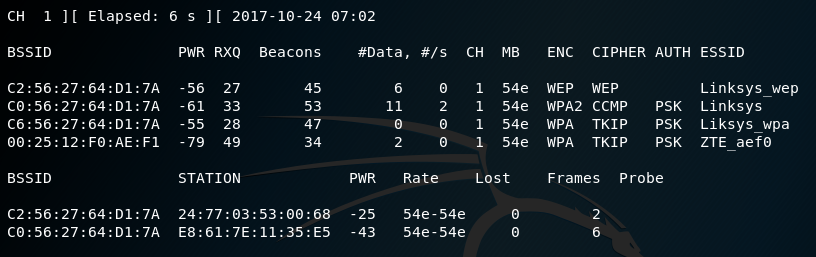 CH  1 ][ Elapsed: 6 s ][ 2017-10-24 07:02
BSSID              PWR RXQ  Beacons    #Data, #/s  CH  MB   ENC  CIPHER AUTH ESSID
C2:56:27:64:D1:7A  -56  27       45        6    0   1  54e  WEP  WEP         Linksys_wep
C0:56:27:64:D1:7A  -61  33       53       11    2   1  54e  WPA2 CCMP   PSK  Linksys
C6:56:27:64:D1:7A  -55  28       47        0    0   1  54e  WPA  TKIP   PSK  Liksys_wpa
00:25:12:F0:AE:F1  -79  49       34        2    0   1  54e  WPA  TKIP   PSK  ZTE_aef0
BSSID              STATION            PWR   Rate    Lost    Frames  Probe
C2:56:27:64:D1:7A  24:77:03:53:00:68  -25   54e-54e     0        2
C0:56:27:64:D1:7A  E8:61:7E:11:35:E5  -43   54e-54e     0        6